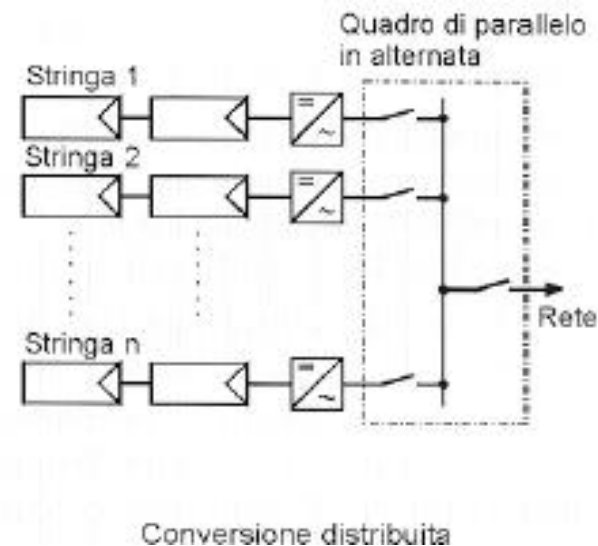 Quadro di parallelo
in alternata
Stringa 1
Stringa 2
Rete
Stringa n
Conversione distribuita